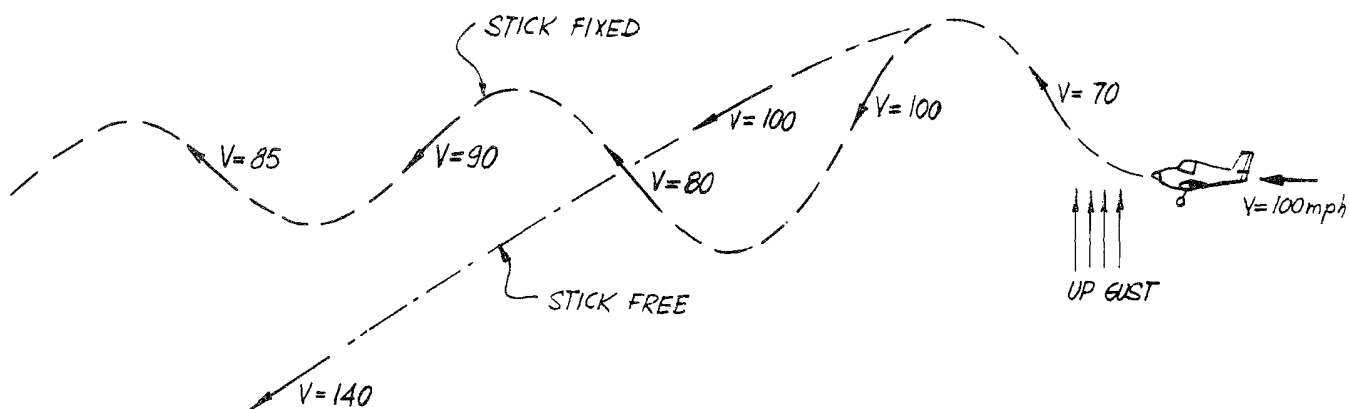 STICK FIXED
V=70
V=100
V=100
V=85
V=90
V=80
V=100mph
UP GUST
STICK FREE
V=140